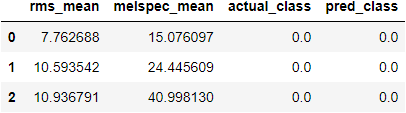 rms_mean melspec_mean actual_class pred_class
0 7.762688 15.076097 0.0 0.0
1 10.593542 24.445609 0.0 0.0
2 10.936791 40.998130 0.0 0.0